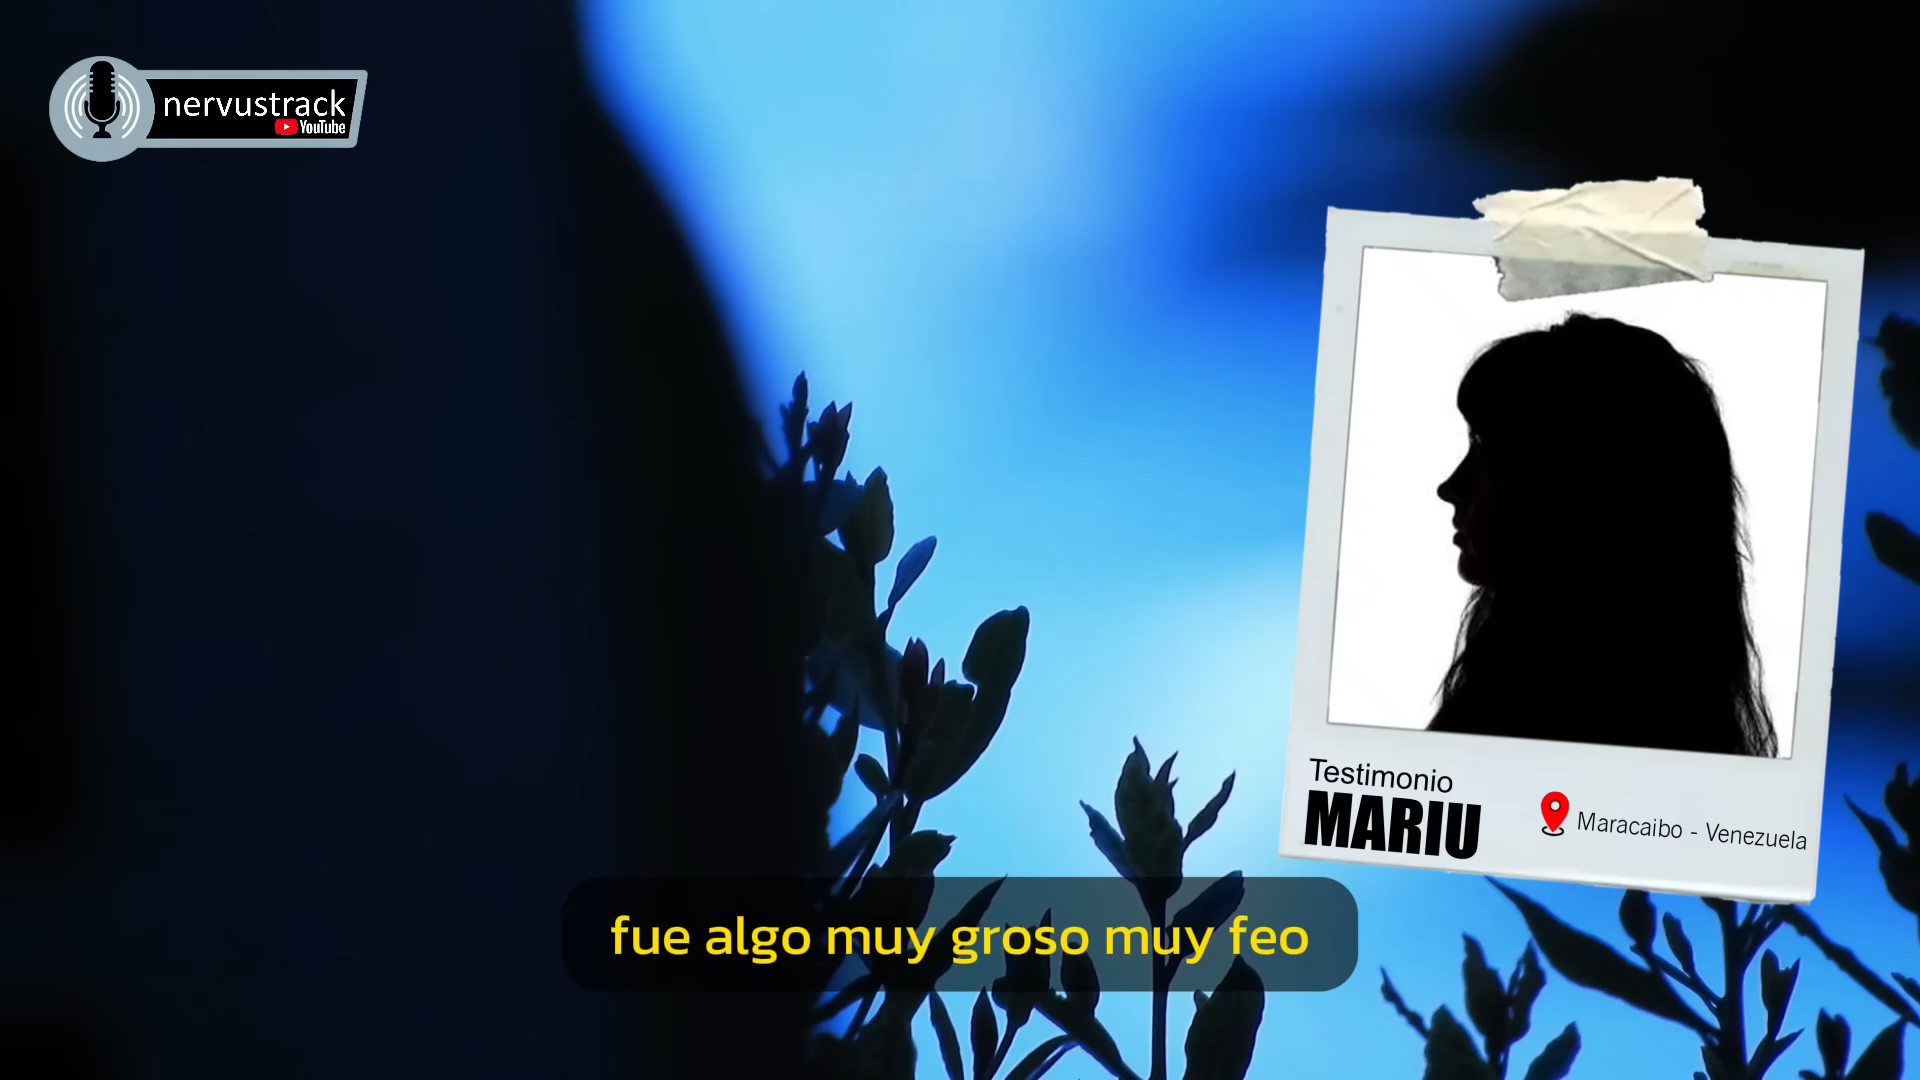 nervustrack
YouTube
Testimonio
MARIU
Maracaibo - Venezuela
fue algo muy groso muy feo